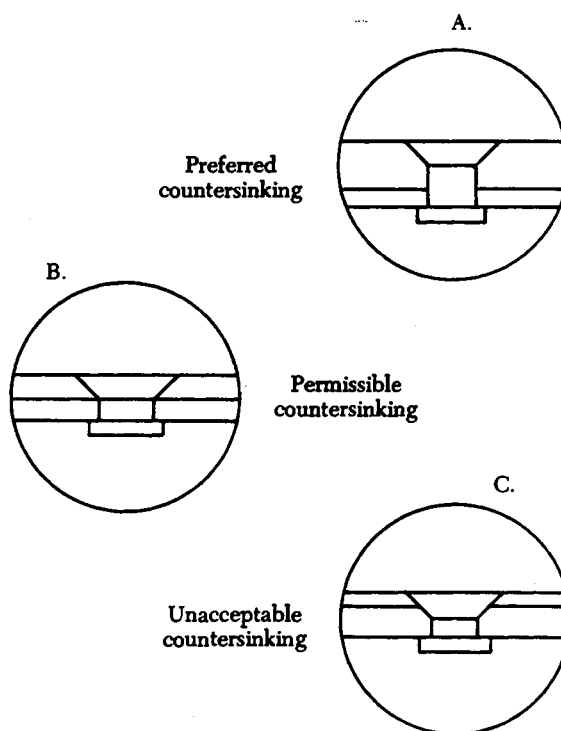 A.
Preferred
countersinking
B.
Permissible
countersinking
C.
Unacceptable
countersinking